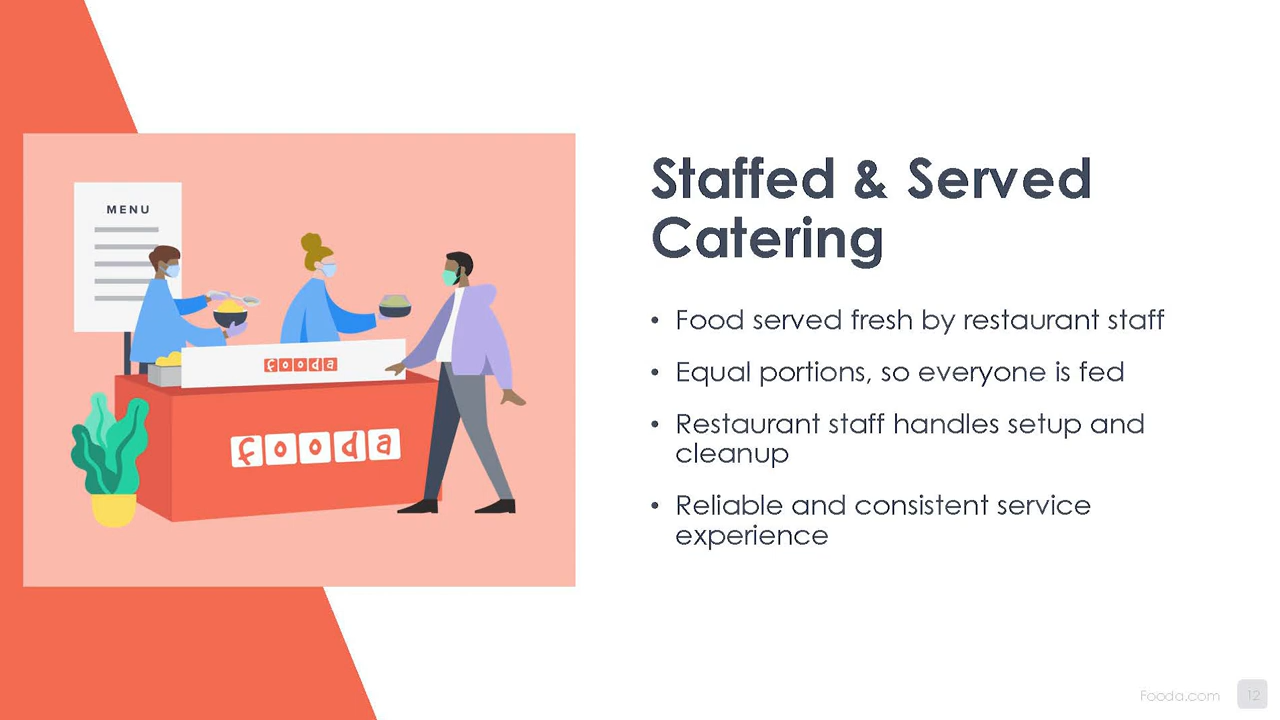 MENU
fooda
fooda
Staffed & Served
Catering
• Food served fresh by restaurant staff
• Equal portions, so everyone is fed
• Restaurant staff handles setup and
cleanup
• Reliable and consistent service
experience
Fooda.com 12